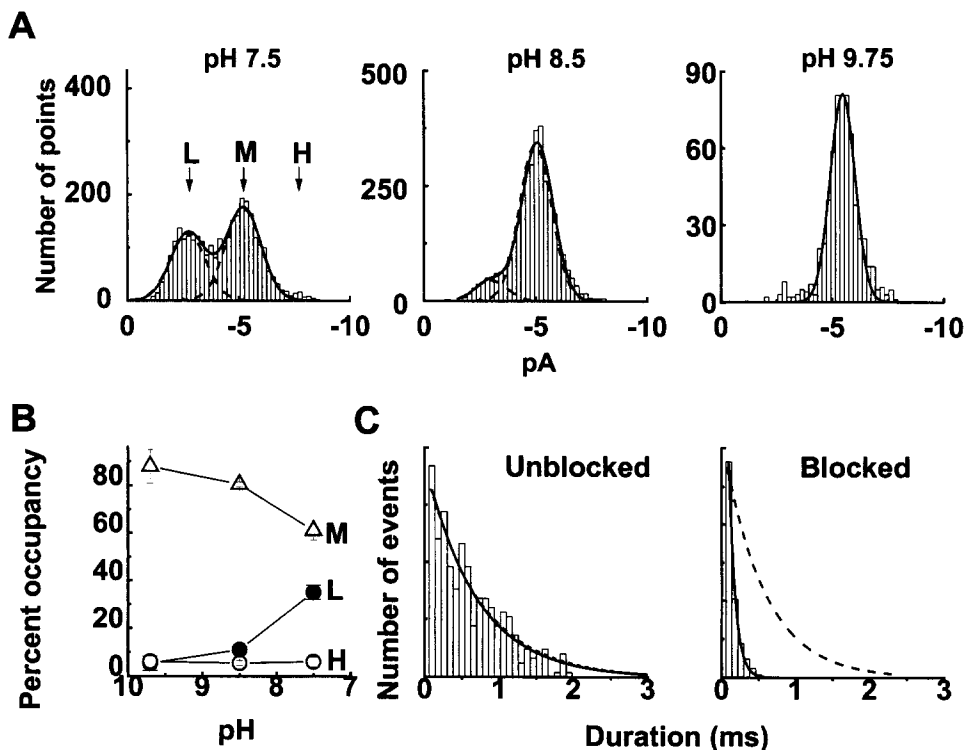 A
pH 7.5
pH 8.5
pH 9.75
Number of points
400
200
0
L
M
H
0
-5
-10
500
250
0
0
-5
-10
90
60
30
0
0
-5
-10
pA
B
Percent occupancy
80
60
40
20
0
M
L
H
10
9
8
7
pH
C
Number of events
Unblocked
Blocked
0
1
2
3
0
1
2
3
Duration (ms)